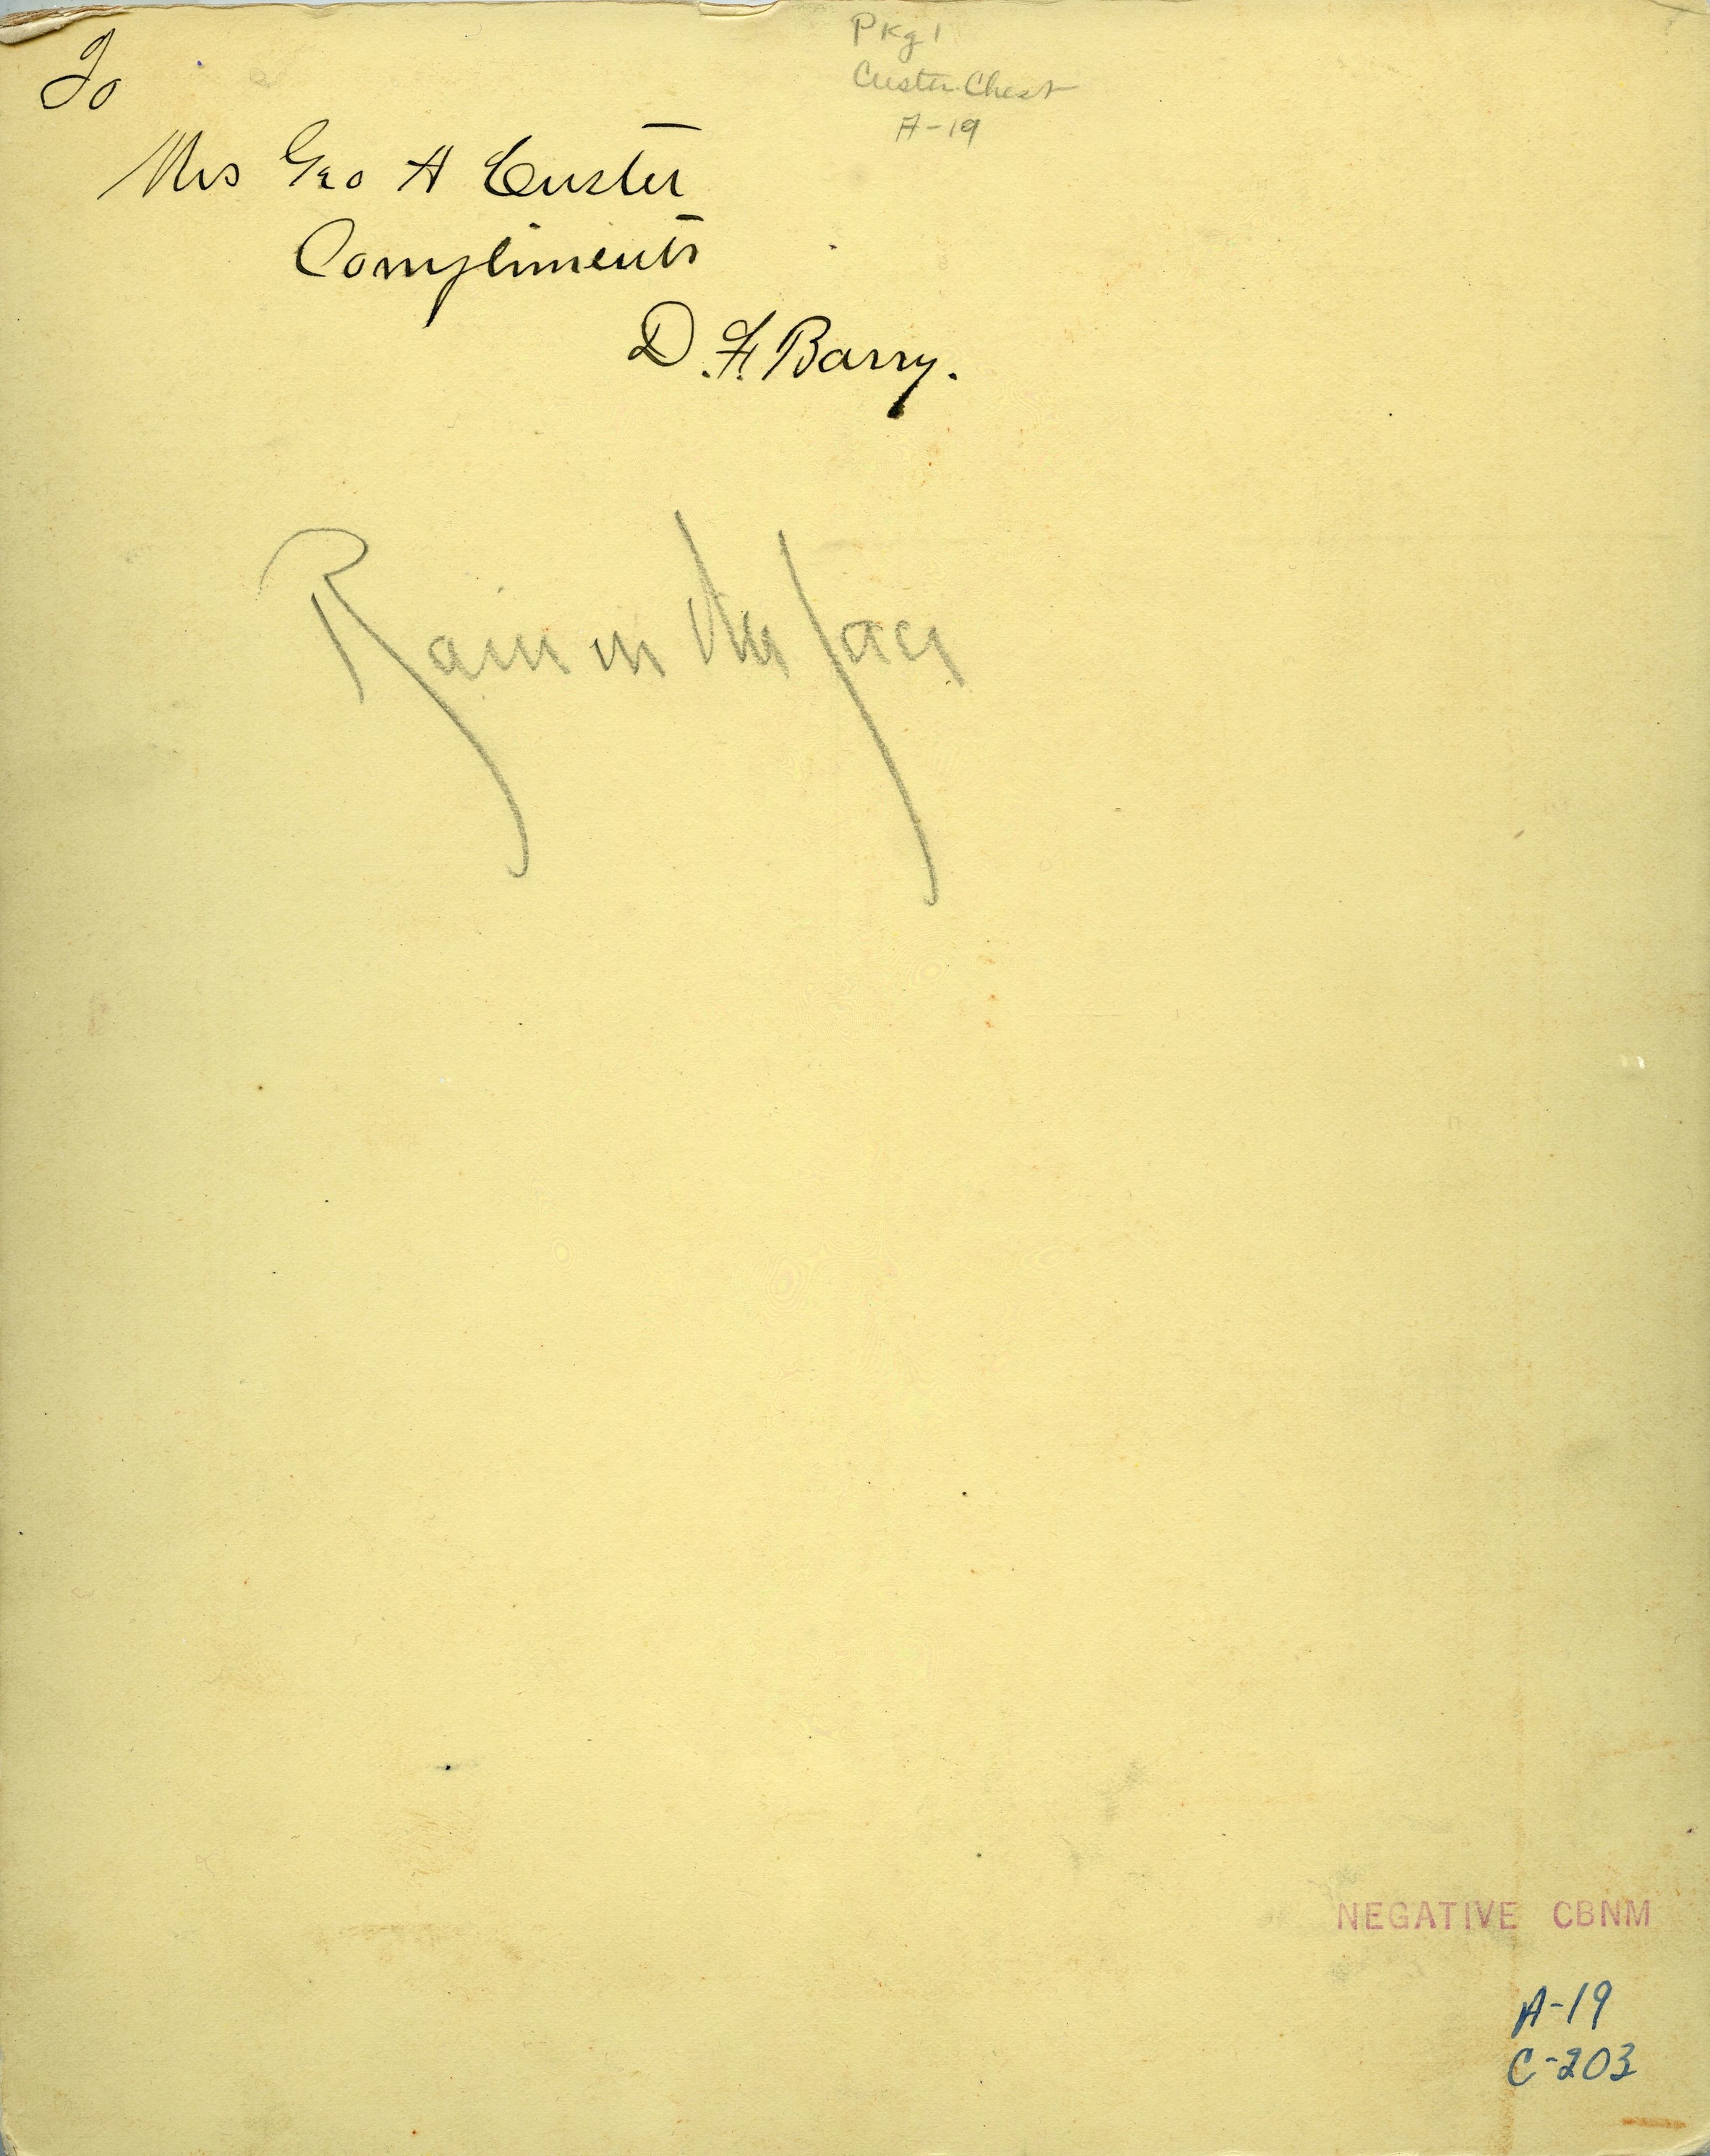 To
Mrs Geo A Custer
Compliments
D. F. Barry.
Pkg 1
Custer Chest
A-19
Rain in the face
NEGATIVE CBNM
A-19
C-203